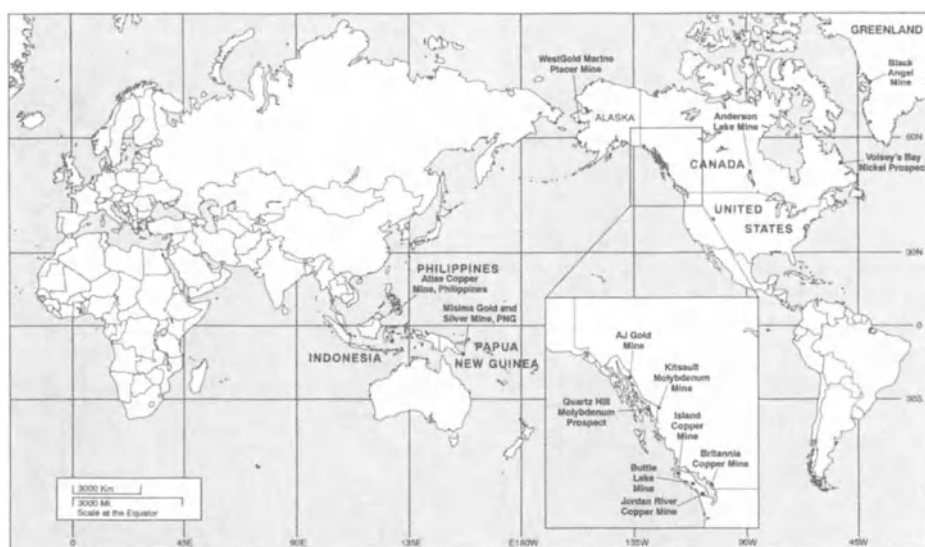 GREENLAND
WestGold Marine
Placer Mine
Black
Angel
Mine
ALASKA
Anderson
Lake Mine
60N
CANADA
Voisey's Bay
Nickel Prospect
UNITED
STATES
30N
PHILIPPINES
Atlas Copper
Mine, Philippines
Misima Gold and
Silver Mine, PNG
0
INDONESIA
PAPUA
NEW GUINEA
AJ Gold
Mine
Kitsault
Molybdenum
Mine
30S
Quartz Hill
Molybdenum
Prospect
Island
Copper
Mine
Britannia
Copper Mine
Buttle
Lake
Mine
Jordan River
Copper Mine
3000 Km
3000 Mi
Scale at the Equator
0
45E
90E
135E
E180W
135W
90W
45W